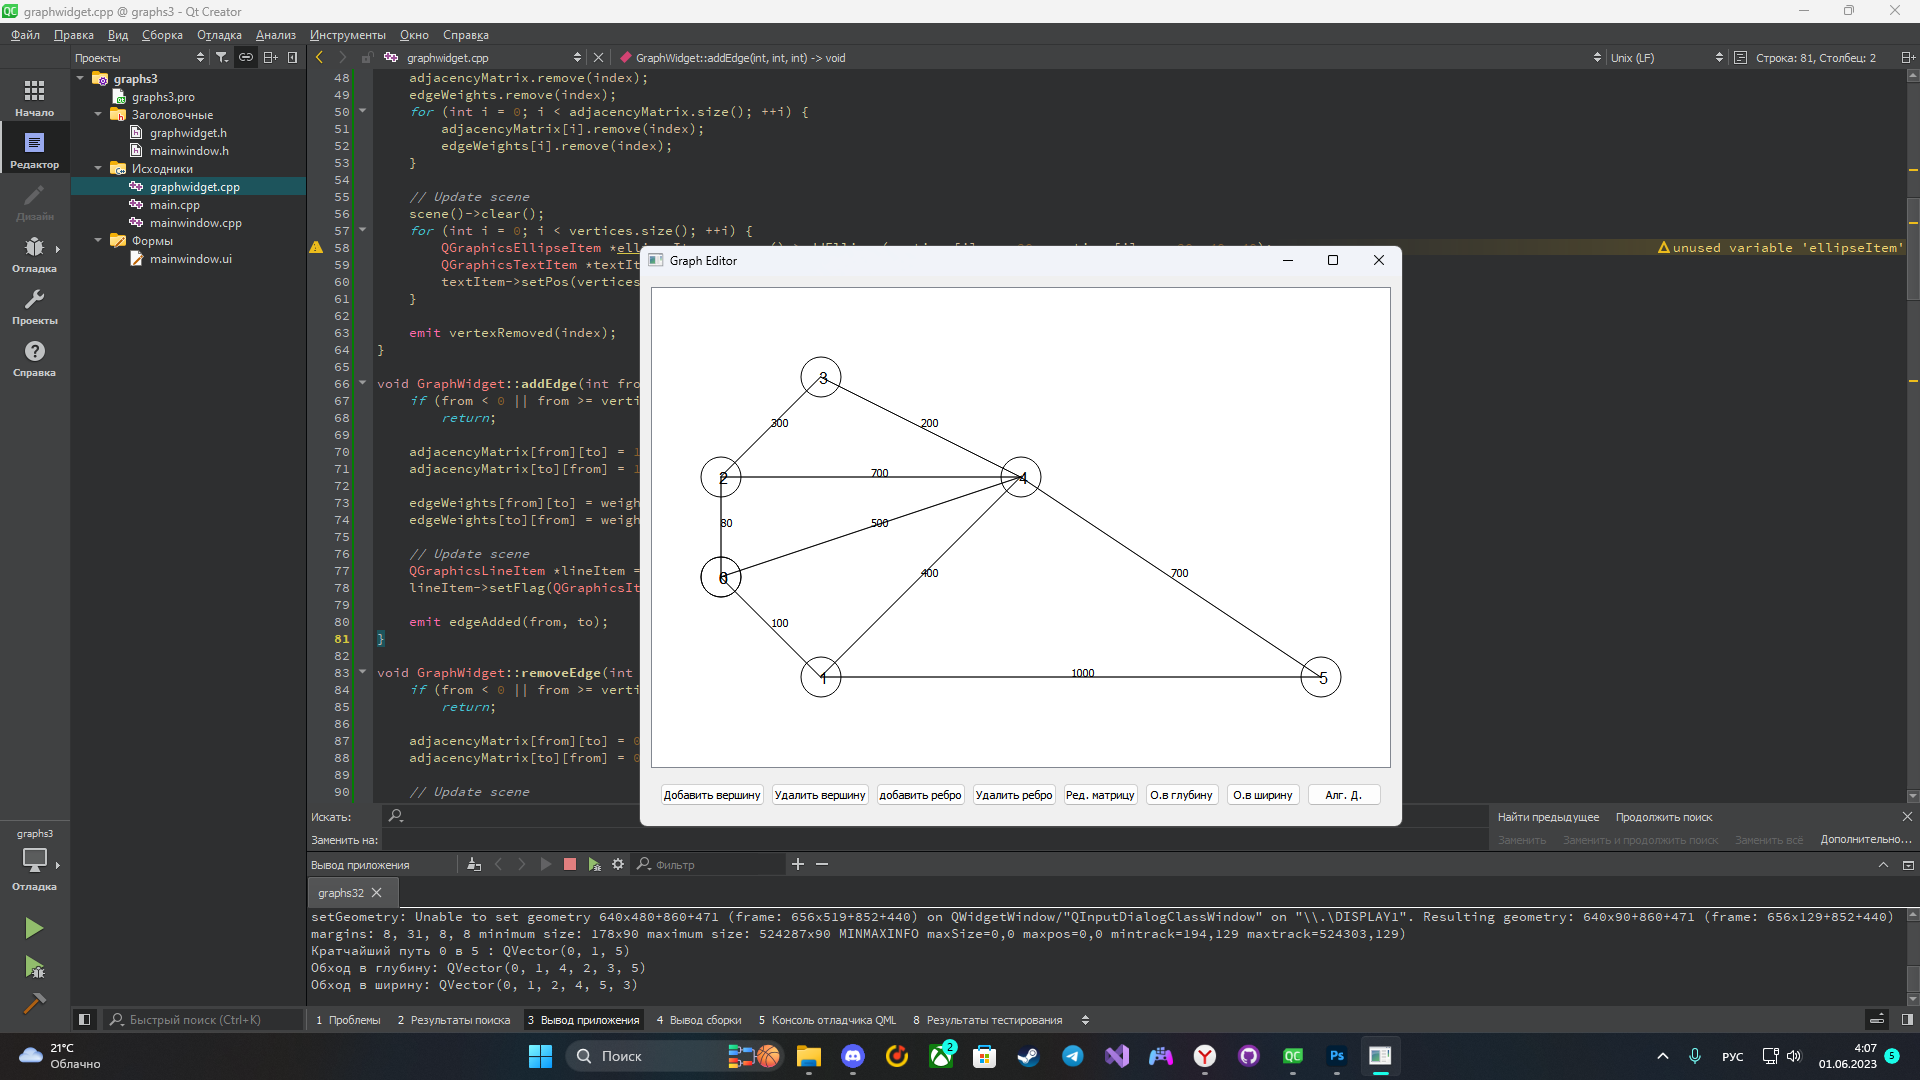 graphwidget.cpp @ graphs3 - Qt Creator
Файл Правка Вид Сборка Отладка Анализ Инструменты Окно Справка
Проекты
graphwidget.cpp
GraphWidget::addEdge(int, int, int) -> void
Unix (LF)
Строка: 81, Столбец: 2
Начало
Редактор
Дизайн
Отладка
Проекты
Справка
graphs3
graphs3.pro
Заголовочные
graphwidget.h
mainwindow.h
Исходники
graphwidget.cpp
main.cpp
mainwindow.cpp
Формы
mainwindow.ui
48 adjacencyMatrix.remove(index);
49 edgeWeights.remove(index);
50 for (int i = 0; i < adjacencyMatrix.size(); ++i) {
51 adjacencyMatrix[i].remove(index);
52 edgeWeights[i].remove(index);
53 }
54
55 // Update scene
56 scene()->clear();
57 for (int i = 0; i < vertices.size(); ++i) {
58 QGraphicsEllipseItem
unused variable 'ellipseItem'
59 QGraphicsTextItem *textIt
60 textItem->setPos(vertices
61 }
62
63 emit vertexRemoved(index);
64 }
65
66 void GraphWidget::addEdge(int fro
67 if (from < 0 || from >= verti
68 return;
69
70 adjacencyMatrix[from][to] = 1
71 adjacencyMatrix[to][from] = 1
72
73 edgeWeights[from][to] = weigh
74 edgeWeights[to][from] = weigh
75
76 // Update scene
77 QGraphicsLineItem *lineItem =
78 lineItem->setFlag(QGraphicsIt
79
80 emit edgeAdded(from, to);
81 }
82
83 void GraphWidget::removeEdge(int
84 if (from < 0 || from >= verti
85 return;
86
87 adjacencyMatrix[from][to] = 0
88 adjacencyMatrix[to][from] = 0
89
90 // Update scene
Graph Editor
3
300
200
2
700
4
80
500
400
700
100
1
1000
5
Добавить вершину Удалить вершину добавить ребро Удалить ребро Ред. матрицу О.в глубину О.в ширину Алг. Д.
Искать:
Найти предыдущее Продолжить поиск
Заменить на:
Заменить Заменить и продолжить поиск Заменить всё Дополнительно...
Вывод приложения
Фильтр
graphs32
setGeometry: Unable to set geometry 640x480+860+471 (frame: 656x519+852+440) on QWidgetWindow/"QInputDialogClassWindow" on "\\.\DISPLAY1". Resulting geometry: 640x90+860+471 (frame: 656x129+852+440)
margins: 8, 31, 8, 8 minimum size: 178x90 maximum size: 524287x90 MINMAXINFO maxSize=0,0 maxpos=0,0 mintrack=194,129 maxtrack=524303,129)
Кратчайший путь 0 в 5 : QVector(0, 1, 5)
Обход в глубину: QVector(0, 1, 4, 2, 3, 5)
Обход в ширину: QVector(0, 1, 2, 4, 5, 3)
graphs3
Отладка
Быстрый поиск (Ctrl+K)
1 Проблемы 2 Результаты поиска 3 Вывод приложения 4 Вывод сборки 5 Консоль отладчика QML 8 Результаты тестирования
21°C
Облачно
Поиск
2
Ps
РУС
4:07
01.06.2023
5